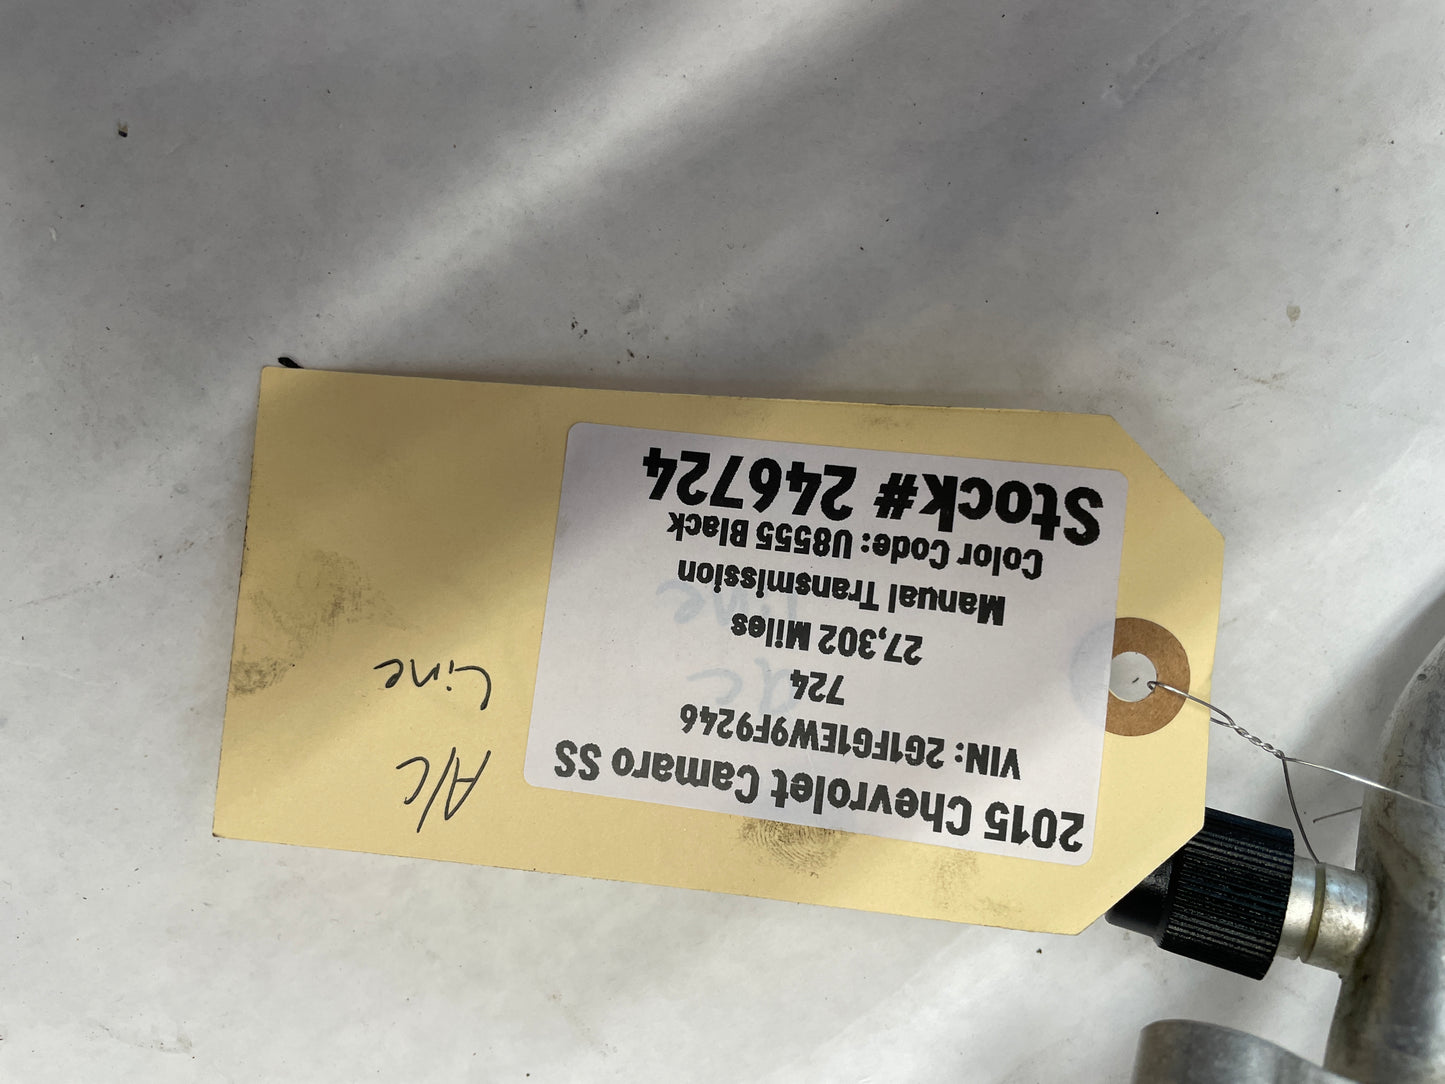 2015 Chevrolet Camaro SS
VIN: 2G1FG1EW9F9246
724
27,302 Miles
Manual Transmission
Color Code: U8555 Black
Stock# 246724
A/C
Line